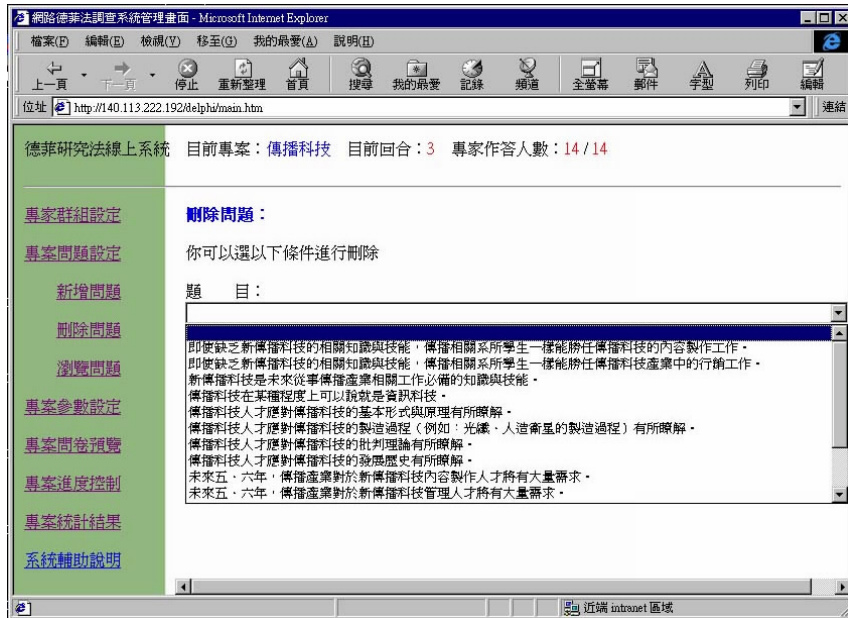 網路德菲法調查系統管理畫面 - Microsoft Internet Explorer
檔案(F) 編輯(E) 檢視(V) 移至(G) 我的最愛(A) 說明(H)
上一頁 下一頁 停止 重新整理 首頁 搜尋 我的最愛 記錄 頻道 全螢幕 郵件 字型 列印 編輯
位址 http://140.113.222.192/delphi/main.htm 連結
德菲研究法線上系統 目前專案：傳播科技 目前回合：3 專家作答人數：14 / 14
專家群組設定
刪除問題：
專案問題設定
你可以選以下條件進行刪除
新增問題
題 目：
刪除問題
瀏覽問題
專案參數設定
專案問卷預覽
專案進度控制
專案統計結果
系統輔助說明
即使缺乏新傳播科技的相關知識與技能，傳播相關系所學生一樣能勝任傳播科技的內容製作工作。
即使缺乏新傳播科技的相關知識與技能，傳播相關系所學生一樣能勝任傳播科技產業中的行銷工作。
新傳播科技是未來從事傳播產業相關工作必備的知識與技能。
傳播科技在某種程度上可以說就是資訊科技。
傳播科技人才應對傳播科技的基本形式與原理有所瞭解。
傳播科技人才應對傳播科技的製造過程（例如：光纖、人造衛星的製造過程）有所瞭解。
傳播科技人才應對傳播科技的批判理論有所瞭解。
傳播科技人才應對傳播科技的發展歷史有所瞭解。
未來五、六年，傳播產業對於新傳播科技內容製作人才將有大量需求。
未來五、六年，傳播產業對於新傳播科技管理人才將有大量需求。
近端 intranet 區域